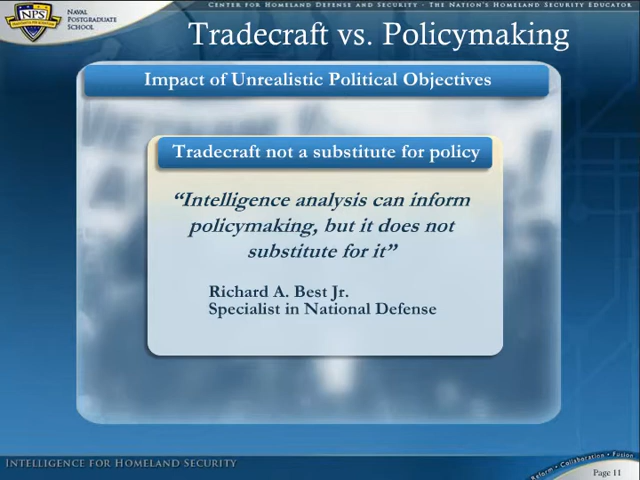 NAVAL
POSTGRADUATE
SCHOOL
NPS
CENTER FOR HOMELAND DEFENSE AND SECURITY - THE NATION'S HOMELAND SECURITY EDUCATOR
Tradecraft vs. Policymaking
Impact of Unrealistic Political Objectives
Tradecraft not a substitute for policy
“Intelligence analysis can inform
policymaking, but it does not
substitute for it”
Richard A. Best Jr.
Specialist in National Defense
INTELLIGENCE FOR HOMELAND SECURITY
Reform • Collaboration • Fusion
Page 11